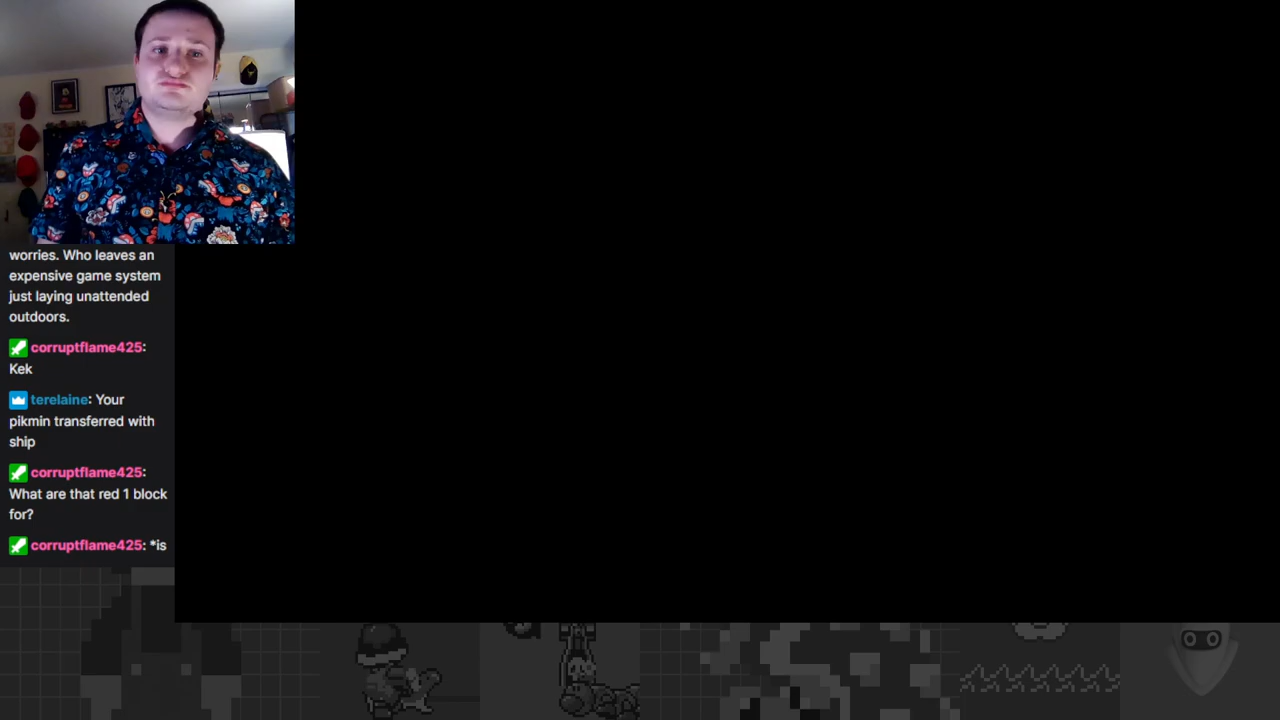 worries. Who leaves an
expensive game system
just laying unattended
outdoors.
corruptflame425:
Kek
terelaine: Your
pikmin transferred with
ship
corruptflame425:
What are that red 1 block
for?
corruptflame425: *is